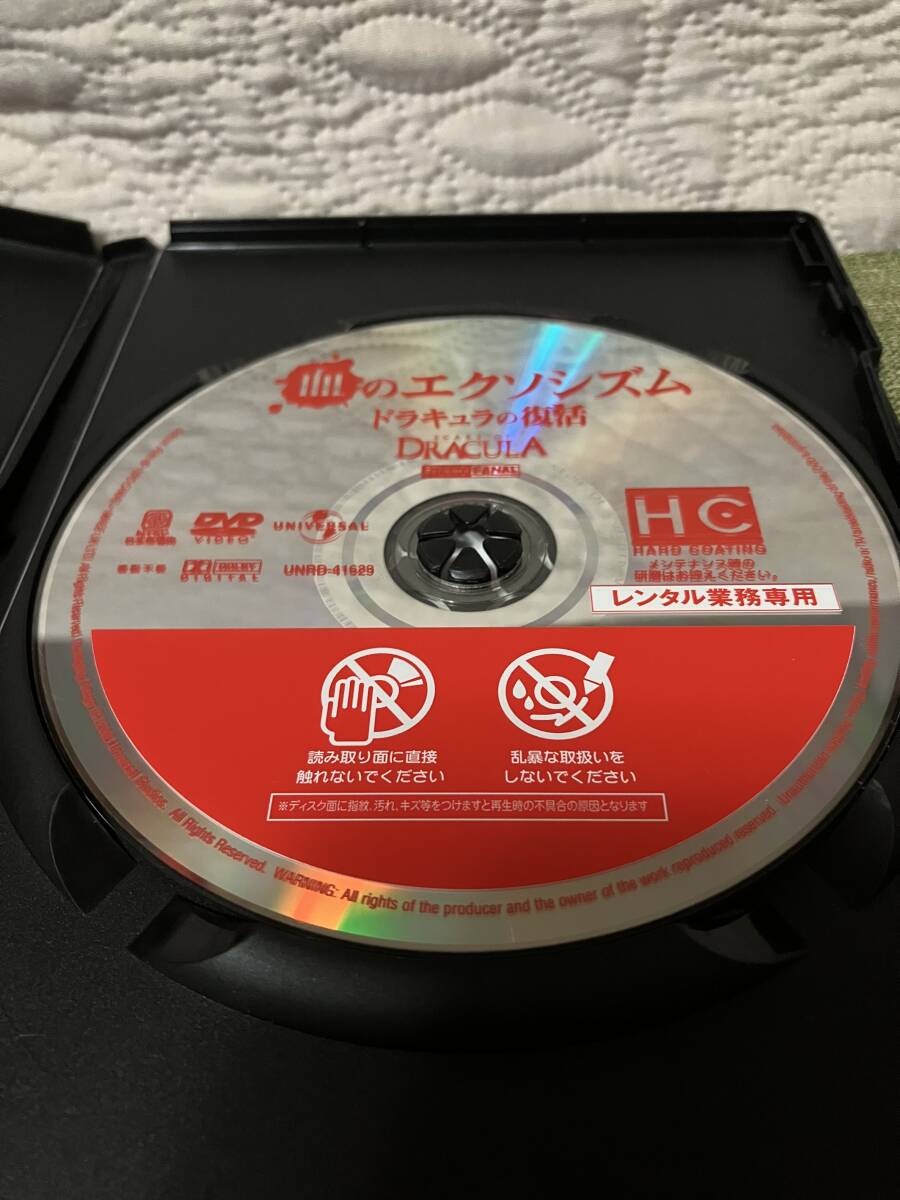 血のエクソシズム
ドラキュラの復活
SCARS OF
DRACULA
CANAL
DVD
VIDEO
UNIVERSAL
DOLBY
DIGITAL
UNRD-41629
HC
HARD COATING
メンテナンス時の
研磨はお控えください。
レンタル業務専用
読み取り面に直接
触れないでください
乱暴な取扱いを
しないでください
※ディスク面に指紋、汚れ、キズ等をつけますと再生時の不具合の原因となります
All Rights Reserved. WARNING: All rights of the producer and the owner of the work reproduced reserved.